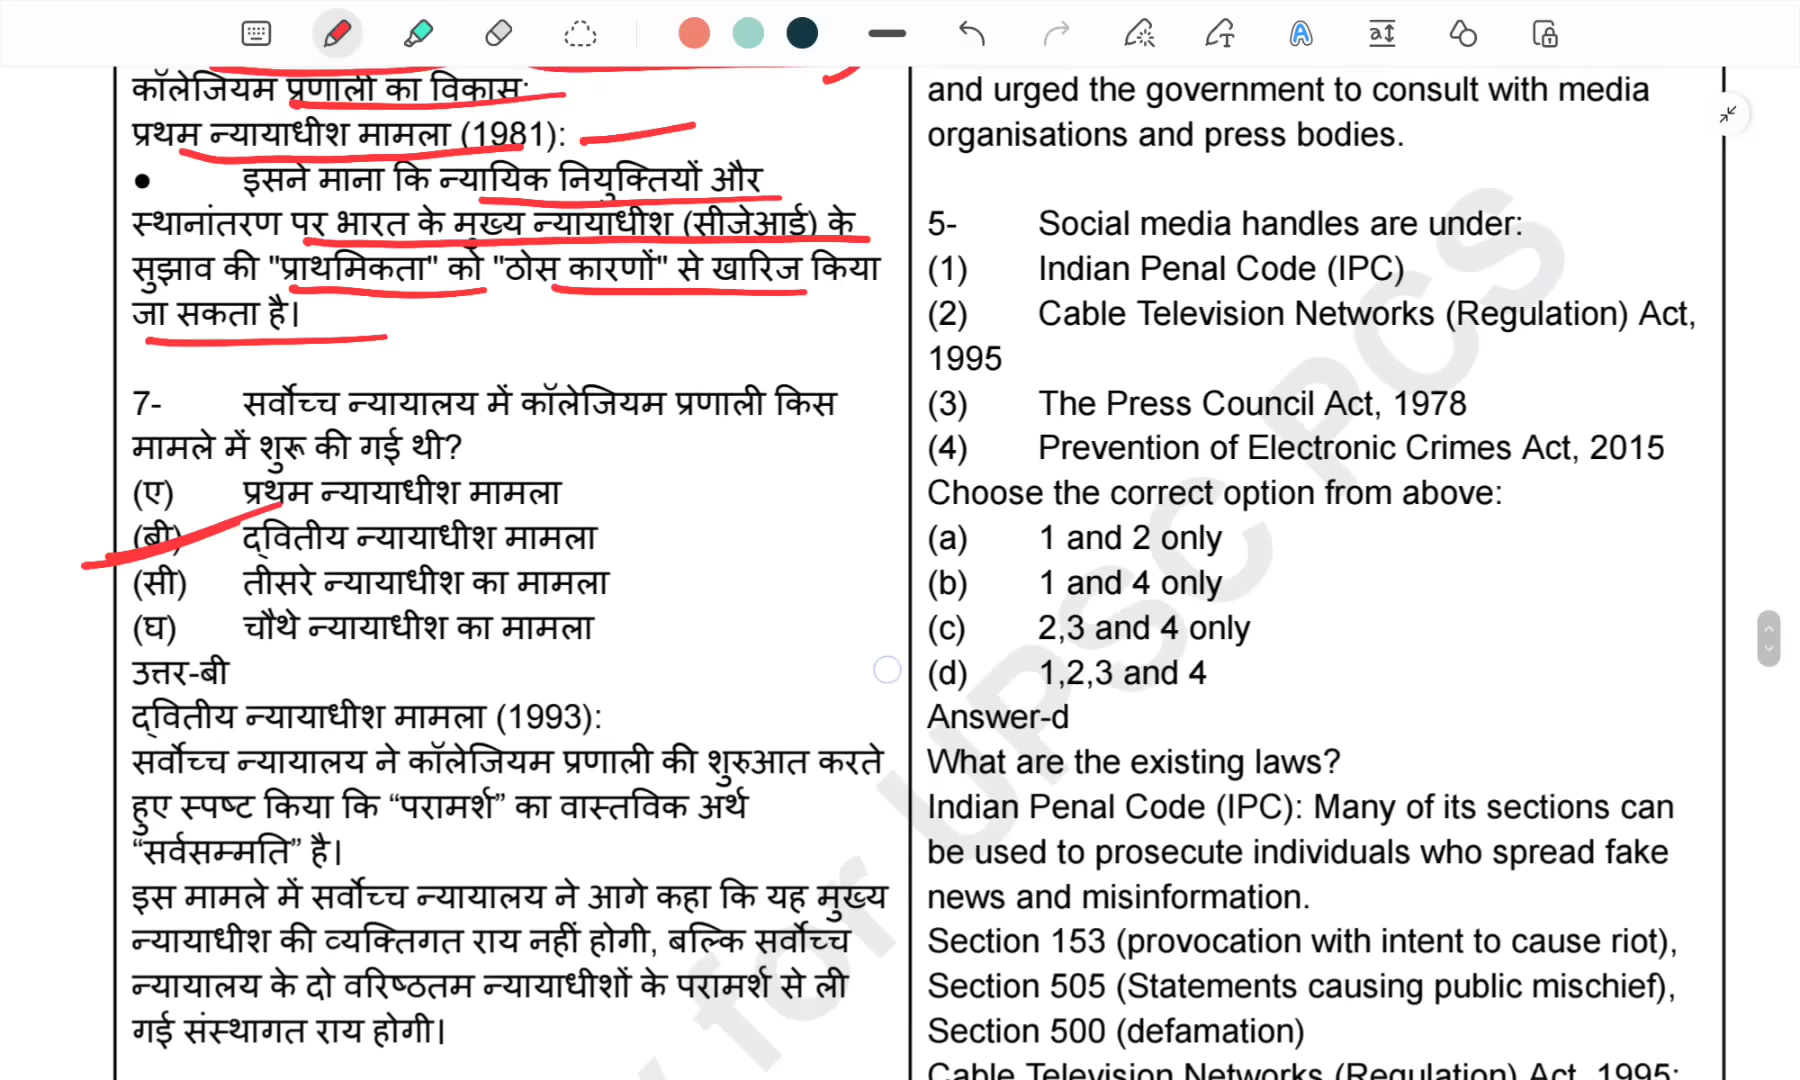 कॉलेजियम प्रणाली का विकास:
प्रथम न्यायाधीश मामला (1981):
● इसने माना कि न्यायिक नियुक्तियों और
स्थानांतरण पर भारत के मुख्य न्यायाधीश (सीजेआई) के
सुझाव की "प्राथमिकता" को "ठोस कारणों" से खारिज किया
जा सकता है।
7- सर्वोच्च न्यायालय में कॉलेजियम प्रणाली किस
मामले में शुरू की गई थी?
(ए) प्रथम न्यायाधीश मामला
(बी) द्वितीय न्यायाधीश मामला
(सी) तीसरे न्यायाधीश का मामला
(घ) चौथे न्यायाधीश का मामला
उत्तर-बी
द्वितीय न्यायाधीश मामला (1993):
सर्वोच्च न्यायालय ने कॉलेजियम प्रणाली की शुरुआत करते
हुए स्पष्ट किया कि “परामर्श” का वास्तविक अर्थ
“सर्वसम्मति” है।
इस मामले में सर्वोच्च न्यायालय ने आगे कहा कि यह मुख्य
न्यायाधीश की व्यक्तिगत राय नहीं होगी, बल्कि सर्वोच्च
न्यायालय के दो वरिष्ठतम न्यायाधीशों के परामर्श से ली
गई संस्थागत राय होगी।
and urged the government to consult with media
organisations and press bodies.
5- Social media handles are under:
(1) Indian Penal Code (IPC)
(2) Cable Television Networks (Regulation) Act,
1995
(3) The Press Council Act, 1978
(4) Prevention of Electronic Crimes Act, 2015
Choose the correct option from above:
(a) 1 and 2 only
(b) 1 and 4 only
(c) 2,3 and 4 only
(d) 1,2,3 and 4
Answer-d
What are the existing laws?
Indian Penal Code (IPC): Many of its sections can
be used to prosecute individuals who spread fake
news and misinformation.
Section 153 (provocation with intent to cause riot),
Section 505 (Statements causing public mischief),
Section 500 (defamation)
Cable Television Networks (Regulation) Act, 1995:
for UPSC PCS